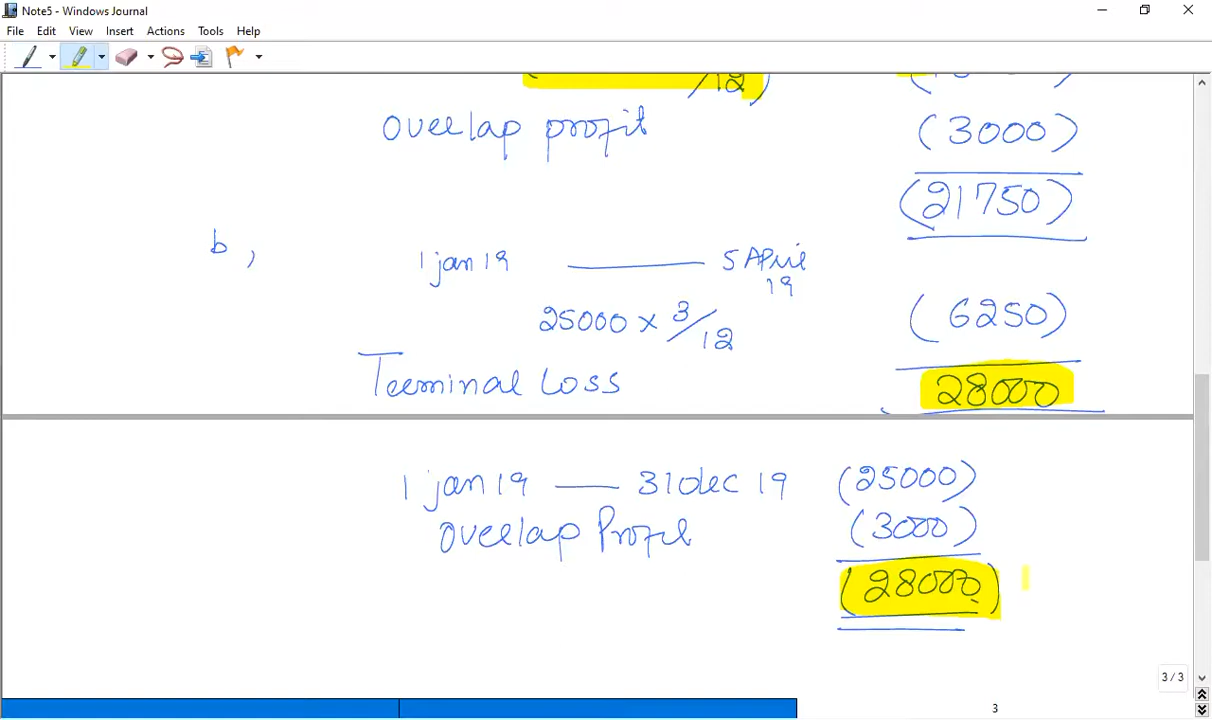 Note5 - Windows Journal
File Edit View Insert Actions Tools Help
/12)
overlap profit (3000)
(21750)
b, 1 jan 19 —— 5 April 19
25000 x 3/12 (6250)
Terminal Loss 28000
1 jan 19 —— 31 dec 19 (25000)
Overlap Profit (3000)
(28000)
3 / 3
3